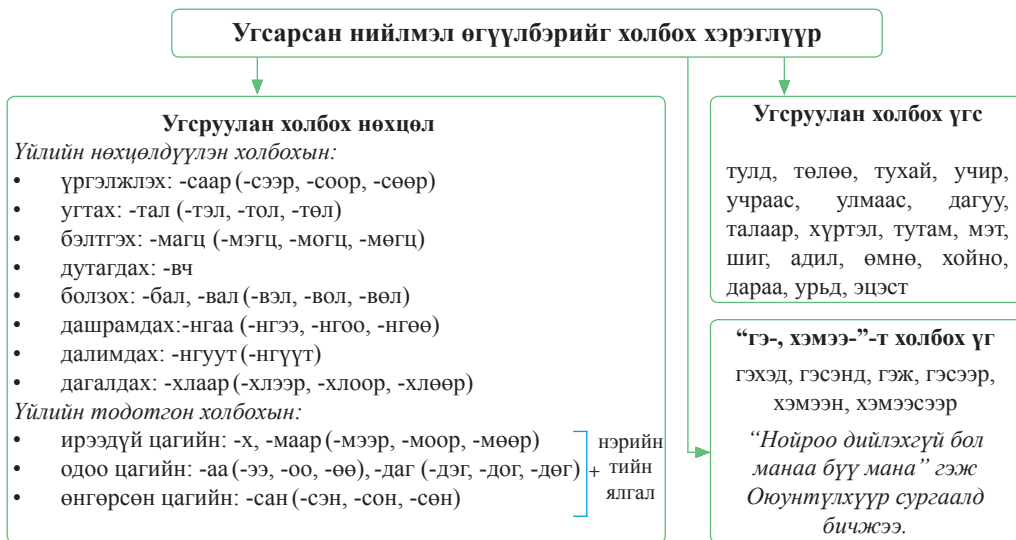 Угсарсан нийлмэл өгүүлбэрийг холбох хэрэглүүр
Угсруулан холбох нөхцөл
Үйлийн нөхцөлдүүлэн холбохын:
• үргэлжлэх: -саар (-сээр, -соор, -сөөр)
• угтах: -тал (-тэл, -тол, -төл)
• бэлтгэх: -магц (-мэгц, -могц, -мөгц)
• дутагдах: -вч
• болзох: -бал, -вал (-вэл, -вол, -вөл)
• дашрамдах:-нгаа (-нгээ, -нгоо, -нгөө)
• далимдах: -нгуут (-нгүүт)
• дагалдах: -хлаар (-хлээр, -хлоор, -хлөөр)
Үйлийн тодотгон холбохын:
• ирээдүй цагийн: -х, -маар (-мээр, -моор, -мөөр)
• одоо цагийн: -аа (-ээ, -оо, -өө), -даг (-дэг, -дог, -дөг)
• өнгөрсөн цагийн: -сан (-сэн, -сон, -сөн)
+
нэрийн
тийн
ялгал
Угсруулан холбох үгс
тулд, төлөө, тухай, учир,
учраас, улмаас, дагуу,
талаар, хүртэл, тутам, мэт,
шиг, адил, өмнө, хойно,
дараа, урьд, эцэст
“гэ-, хэмээ-”-т холбох үг
гэхэд, гэсэнд, гэж, гэсээр,
хэмээн, хэмээсээр
“Нойроо дийлэхгүй бол
манаа бүү мана” гэж
Оюунтүлхүүр сургаалд
бичжээ.